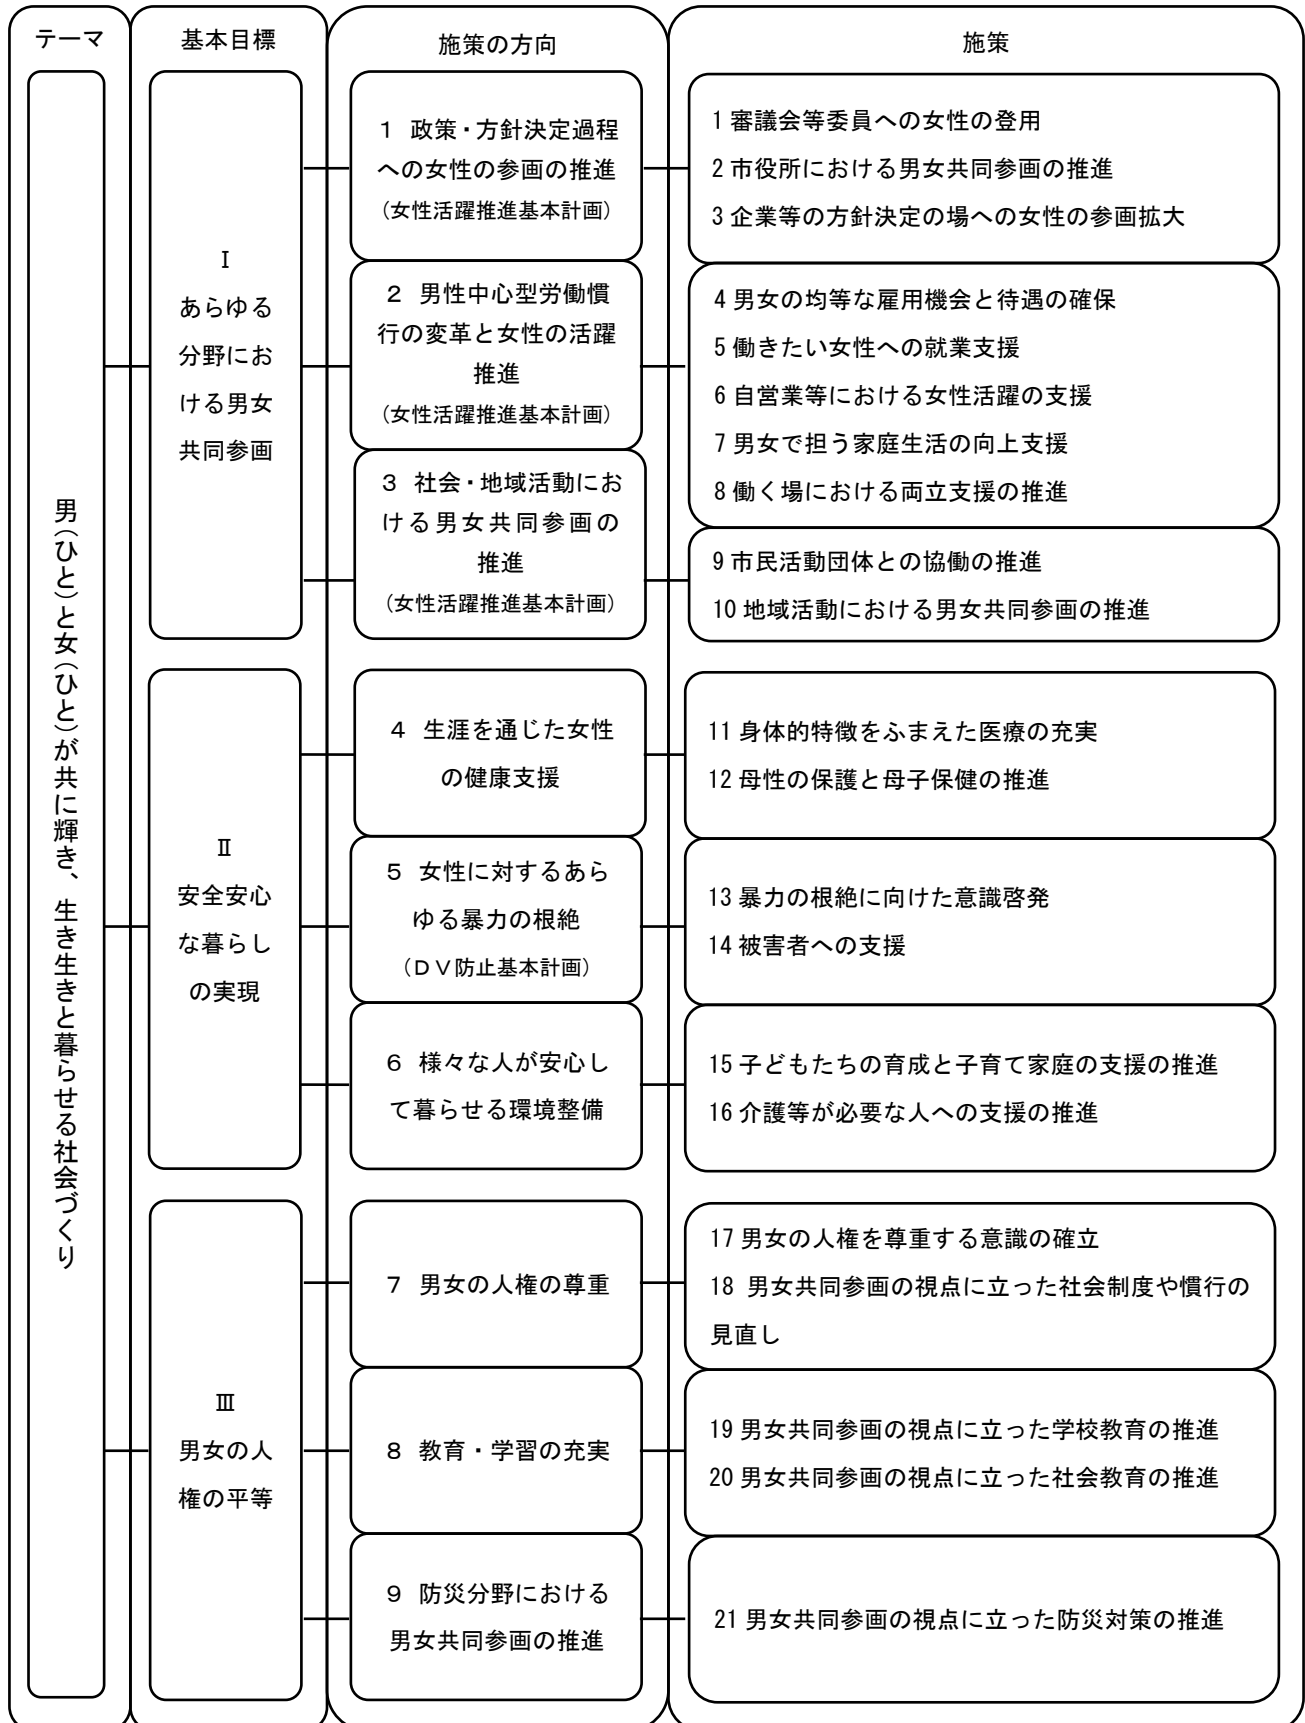 テーマ
基本目標
施策の方向
施策
男（ひと）と女（ひと）が共に輝き、生き生きと暮らせる社会づくり
Ⅰ
あらゆる
分野にお
ける男女
共同参画
1 政策・方針決定過程
への女性の参画の推進
（女性活躍推進基本計画）
1 審議会等委員への女性の登用
2 市役所における男女共同参画の推進
3 企業等の方針決定の場への女性の参画拡大
2 男性中心型労働慣
行の変革と女性の活躍
推進
（女性活躍推進基本計画）
4 男女の均等な雇用機会と待遇の確保
5 働きたい女性への就業支援
6 自営業等における女性活躍の支援
7 男女で担う家庭生活の向上支援
8 働く場における両立支援の推進
3 社会・地域活動にお
ける男女共同参画の
推進
（女性活躍推進基本計画）
9 市民活動団体との協働の推進
10 地域活動における男女共同参画の推進
Ⅱ
安全安心
な暮らし
の実現
4 生涯を通じた女性
の健康支援
11 身体的特徴をふまえた医療の充実
12 母性の保護と母子保健の推進
5 女性に対するあら
ゆる暴力の根絶
（ＤＶ防止基本計画）
13 暴力の根絶に向けた意識啓発
14 被害者への支援
6 様々な人が安心し
て暮らせる環境整備
15 子どもたちの育成と子育て家庭の支援の推進
16 介護等が必要な人への支援の推進
Ⅲ
男女の人
権の平等
7 男女の人権の尊重
17 男女の人権を尊重する意識の確立
18 男女共同参画の視点に立った社会制度や慣行の
見直し
8 教育・学習の充実
19 男女共同参画の視点に立った学校教育の推進
20 男女共同参画の視点に立った社会教育の推進
9 防災分野における
男女共同参画の推進
21 男女共同参画の視点に立った防災対策の推進